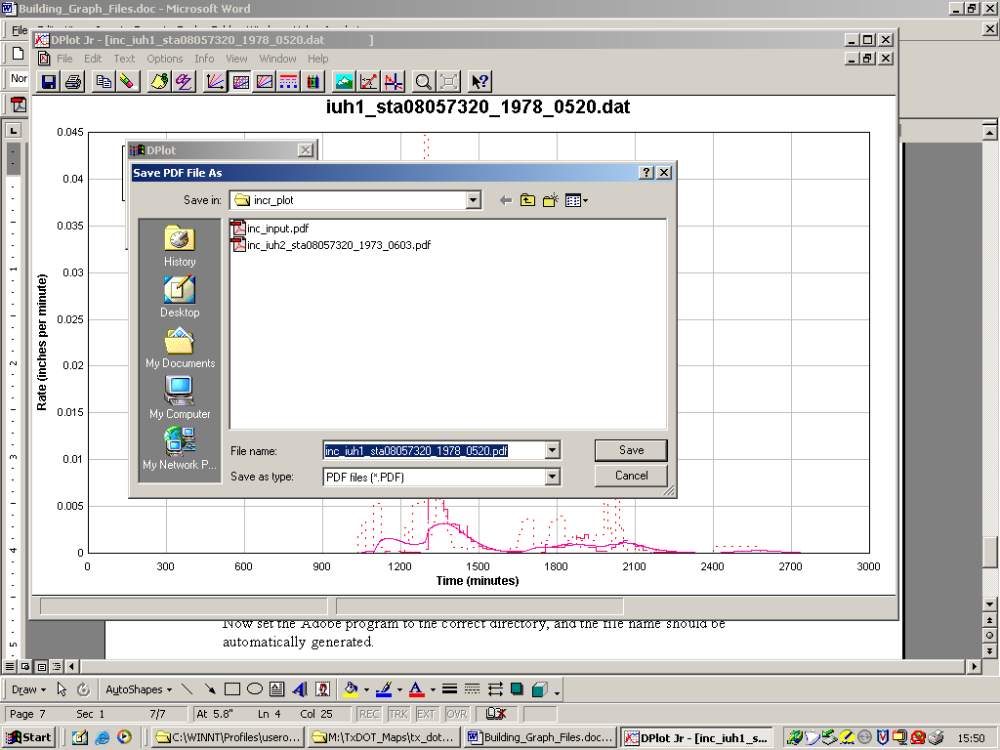 Building_Graph_Files.doc - Microsoft Word
File
DPlot Jr - [inc_iuh1_sta08057320_1978_0520.dat ]
File Edit Text Options Info View Window Help
Nor
iuh1_sta08057320_1978_0520.dat
0.045
0.04
0.035
0.03
0.025
0.02
0.015
0.01
0.005
0
Rate (inches per minute)
0 300 600 900 1200 1500 1800 2100 2400 2700 3000
Time (minutes)
DPlot
Save PDF File As
Save in: incr_plot
History
Desktop
My Documents
My Computer
My Network P...
inc_input.pdf
inc_iuh2_sta08057320_1973_0603.pdf
File name: inc_iuh1_sta08057320_1978_0520.pdf Save
Save as type: PDF files (*.PDF) Cancel
1
2
3
4
5
Now set the Adobe program to the correct directory, and the file name should be
automatically generated.
Draw AutoShapes
Page 7 Sec 1 7/7 At 5.8" Ln 4 Col 25 REC TRK EXT OVR
Start C:\WINNT\Profiles\usero... M:\TxDOT_Maps\tx_dot... Building_Graph_Files.doc... DPlot Jr - [inc_iuh1_s... 15:50